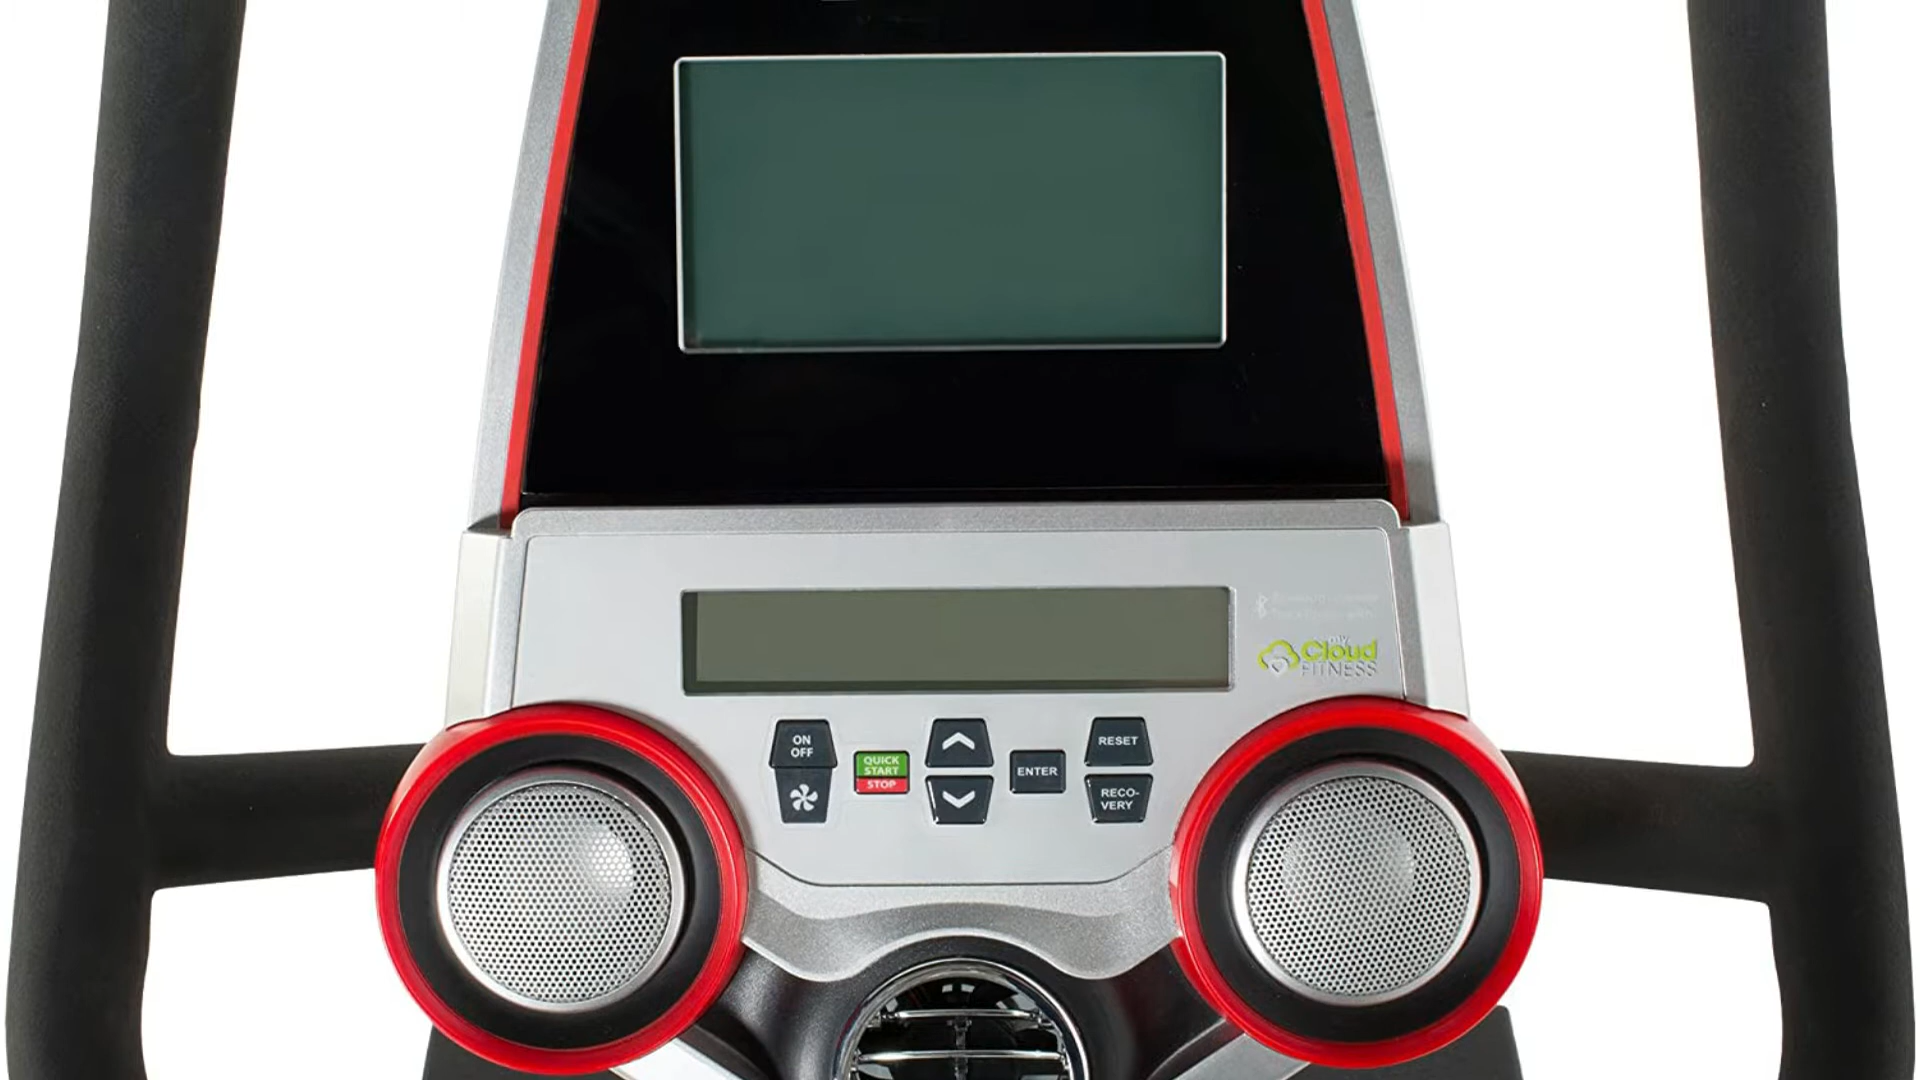 my
Cloud
FITNESS
ON
OFF
QUICK
START
STOP
ENTER
RESET
RECO-
VERY